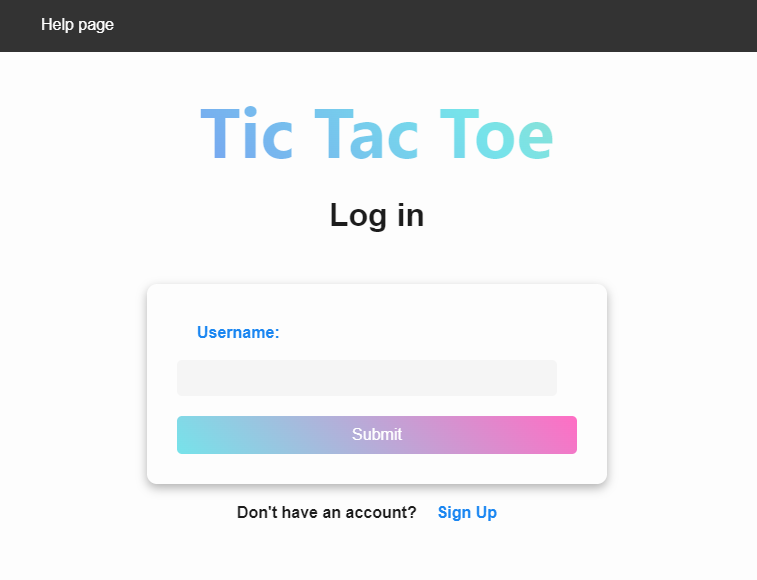 Help page
Tic Tac Toe
Log in
Username:
Submit
Don't have an account? Sign Up